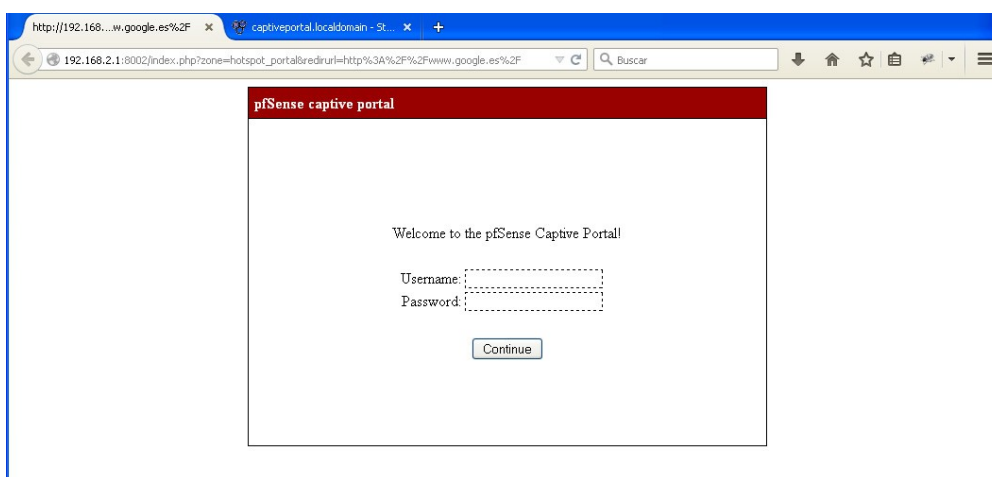 http://192.168....w.google.es%2F
captiveportal.localdomain - St...
192.168.2.1:8002/index.php?zone=hotspot_portal&redirurl=http%3A%2F%2Fwww.google.es%2F
Buscar
pfSense captive portal
Welcome to the pfSense Captive Portal!
Username:
Password:
Continue